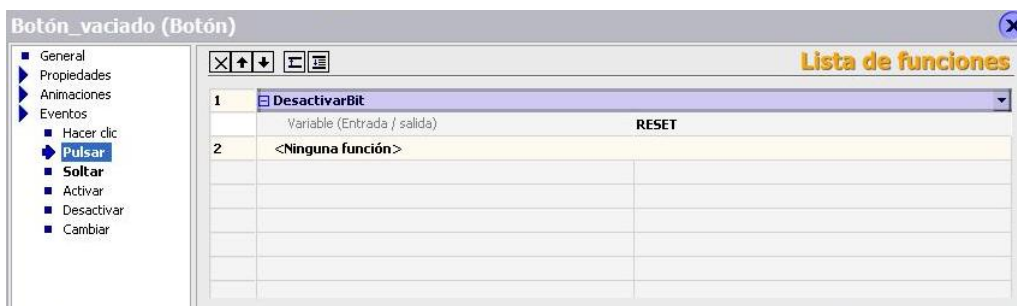 Botón_vaciado (Botón)
General
Propiedades
Animaciones
Eventos
Hacer clic
Pulsar
Soltar
Activar
Desactivar
Cambiar
Lista de funciones
1 DesactivarBit
Variable (Entrada / salida) RESET
2 <Ninguna función>